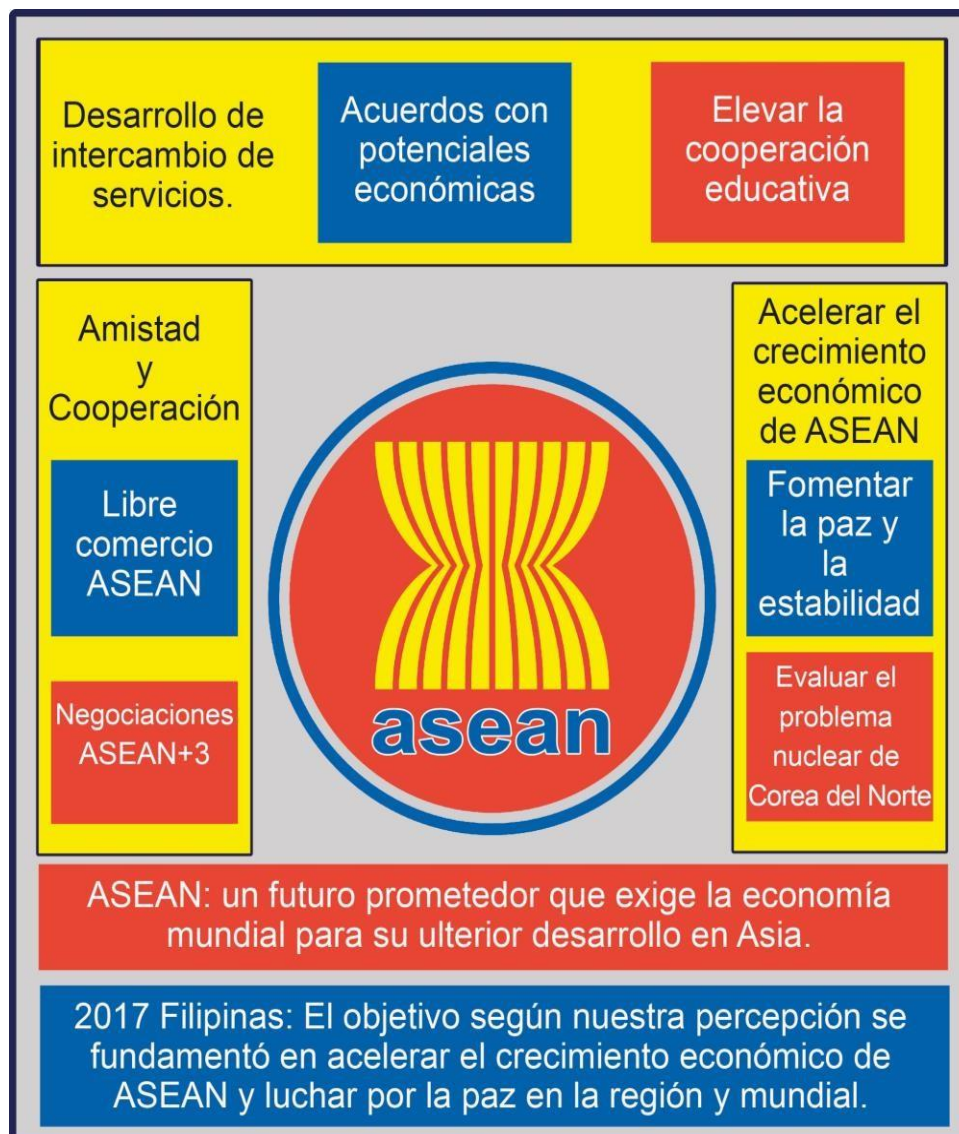 Desarrollo de
intercambio de
servicios.
Acuerdos con
potenciales
económicas
Elevar la
cooperación
educativa
Amistad
y
Cooperación
Libre
comercio
ASEAN
Negociaciones
ASEAN+3
asean
Acelerar el
crecimiento
económico
de ASEAN
Fomentar
la paz y
la
estabilidad
Evaluar el
problema
nuclear de
Corea del Norte
ASEAN: un futuro prometedor que exige la economía
mundial para su ulterior desarrollo en Asia.
2017 Filipinas: El objetivo según nuestra percepción se
fundamentó en acelerar el crecimiento económico de
ASEAN y luchar por la paz en la región y mundial.